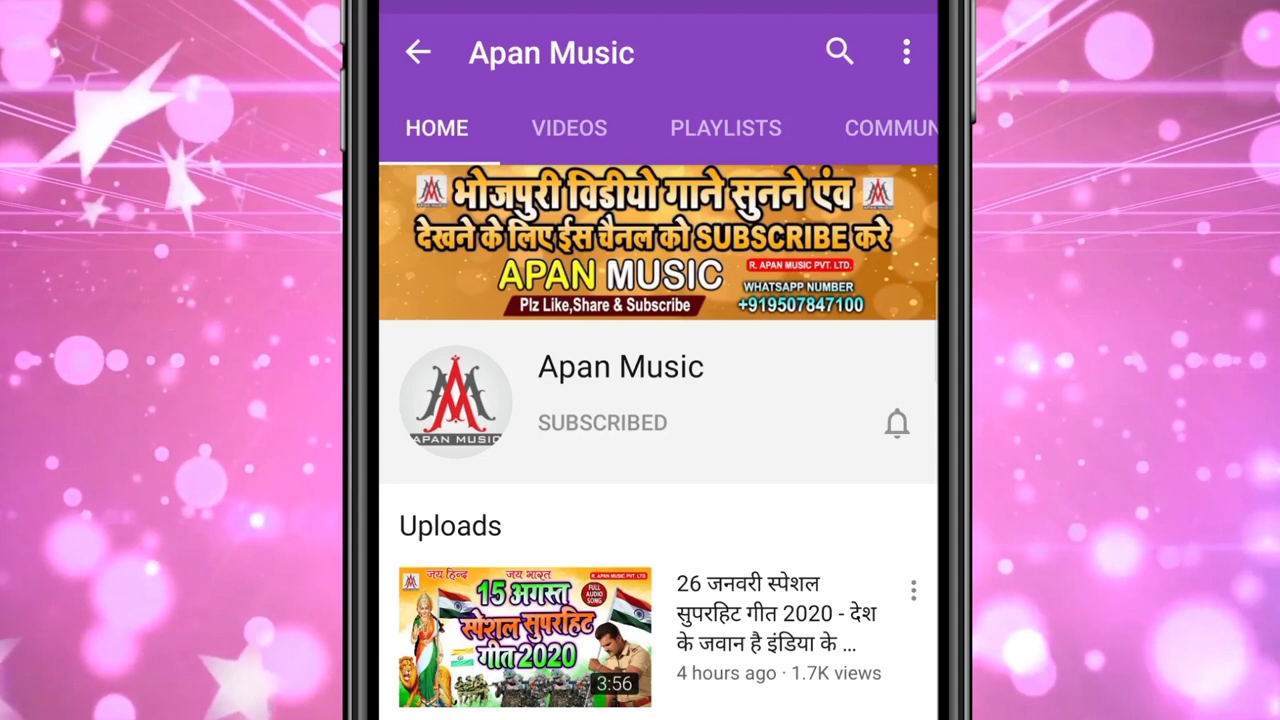 Apan Music
HOME VIDEOS PLAYLISTS COMMUN
भोजपुरी विडीयो गाने सुनने एंव
देखने के लिए ईस चैनल को SUBSCRIBE करे
APAN MUSIC
R. APAN MUSIC PVT. LTD.
WHATSAPP NUMBER
Plz Like,Share & Subscribe
+919507847100
Apan Music
SUBSCRIBED
APAN MUSIC
Uploads
जय हिन्द जय भारत
R. APAN MUSIC PVT. LTD
15 अगस्त
FULL
AUDIO
SONG
स्पेशल सुपरहिट
गीत 2020
3:56
26 जनवरी स्पेशल
सुपरहिट गीत 2020 - देश
के जवान है इंडिया के ...
4 hours ago · 1.7K views